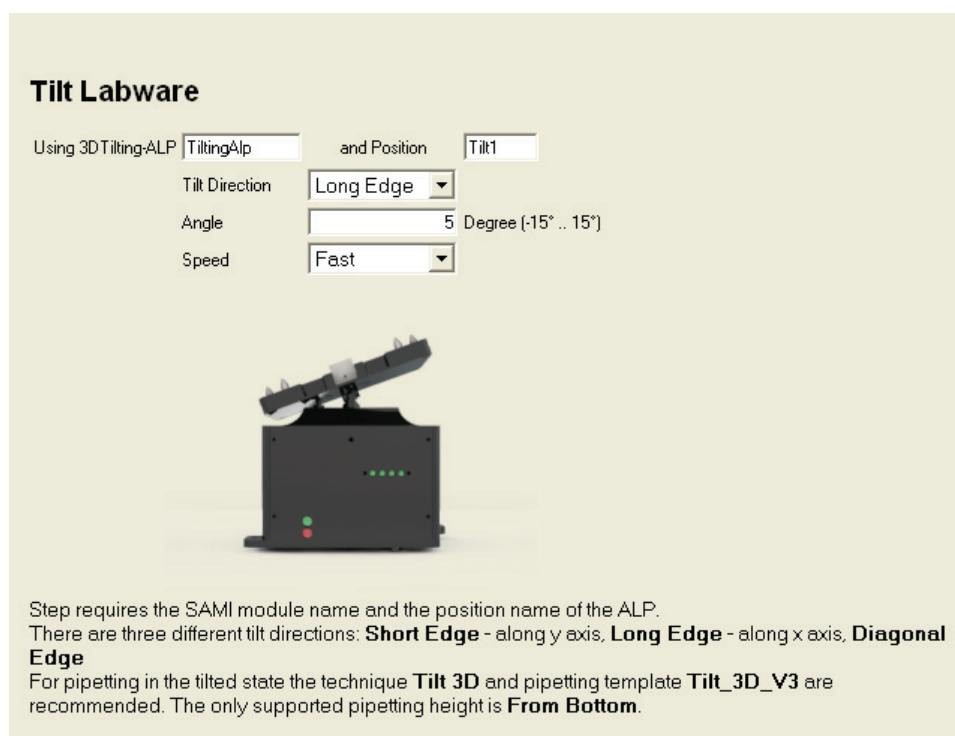 Tilt Labware
Using 3DTilting-ALP TiltingAlp and Position Tilt1
Tilt Direction Long Edge
Angle 5 Degree (-15° .. 15°)
Speed Fast
Step requires the SAMI module name and the position name of the ALP.
There are three different tilt directions: Short Edge - along y axis, Long Edge - along x axis, Diagonal
Edge
For pipetting in the tilted state the technique Tilt 3D and pipetting template Tilt_3D_V3 are
recommended. The only supported pipetting height is From Bottom.